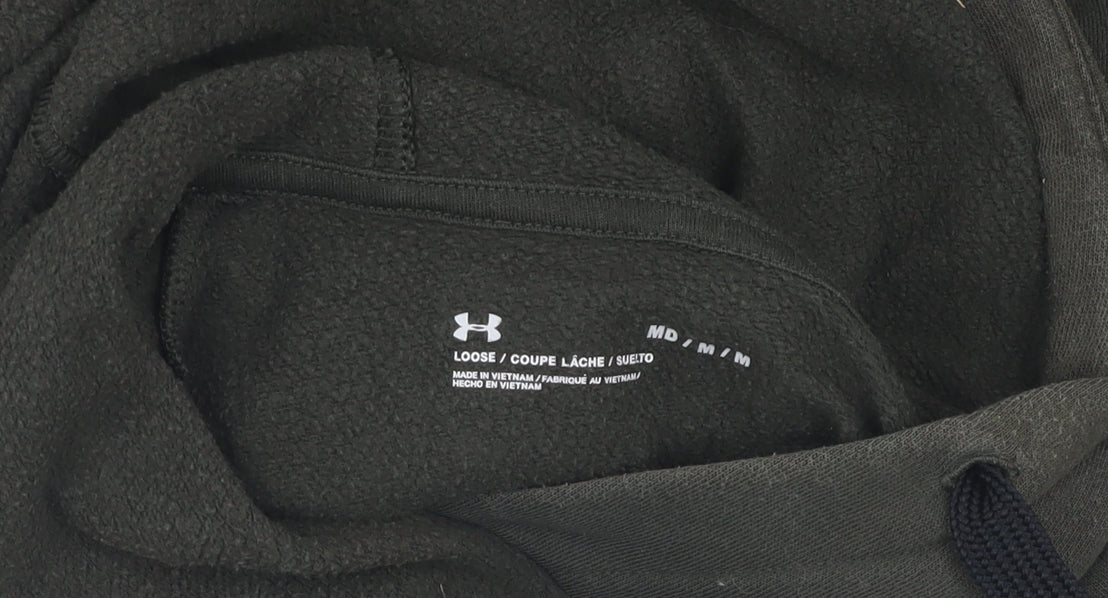 MD / M / M
LOOSE / COUPE LÂCHE / SUELTO
MADE IN VIETNAM / FABRIQUÉ AU VIETNAM /
HECHO EN VIETNAM